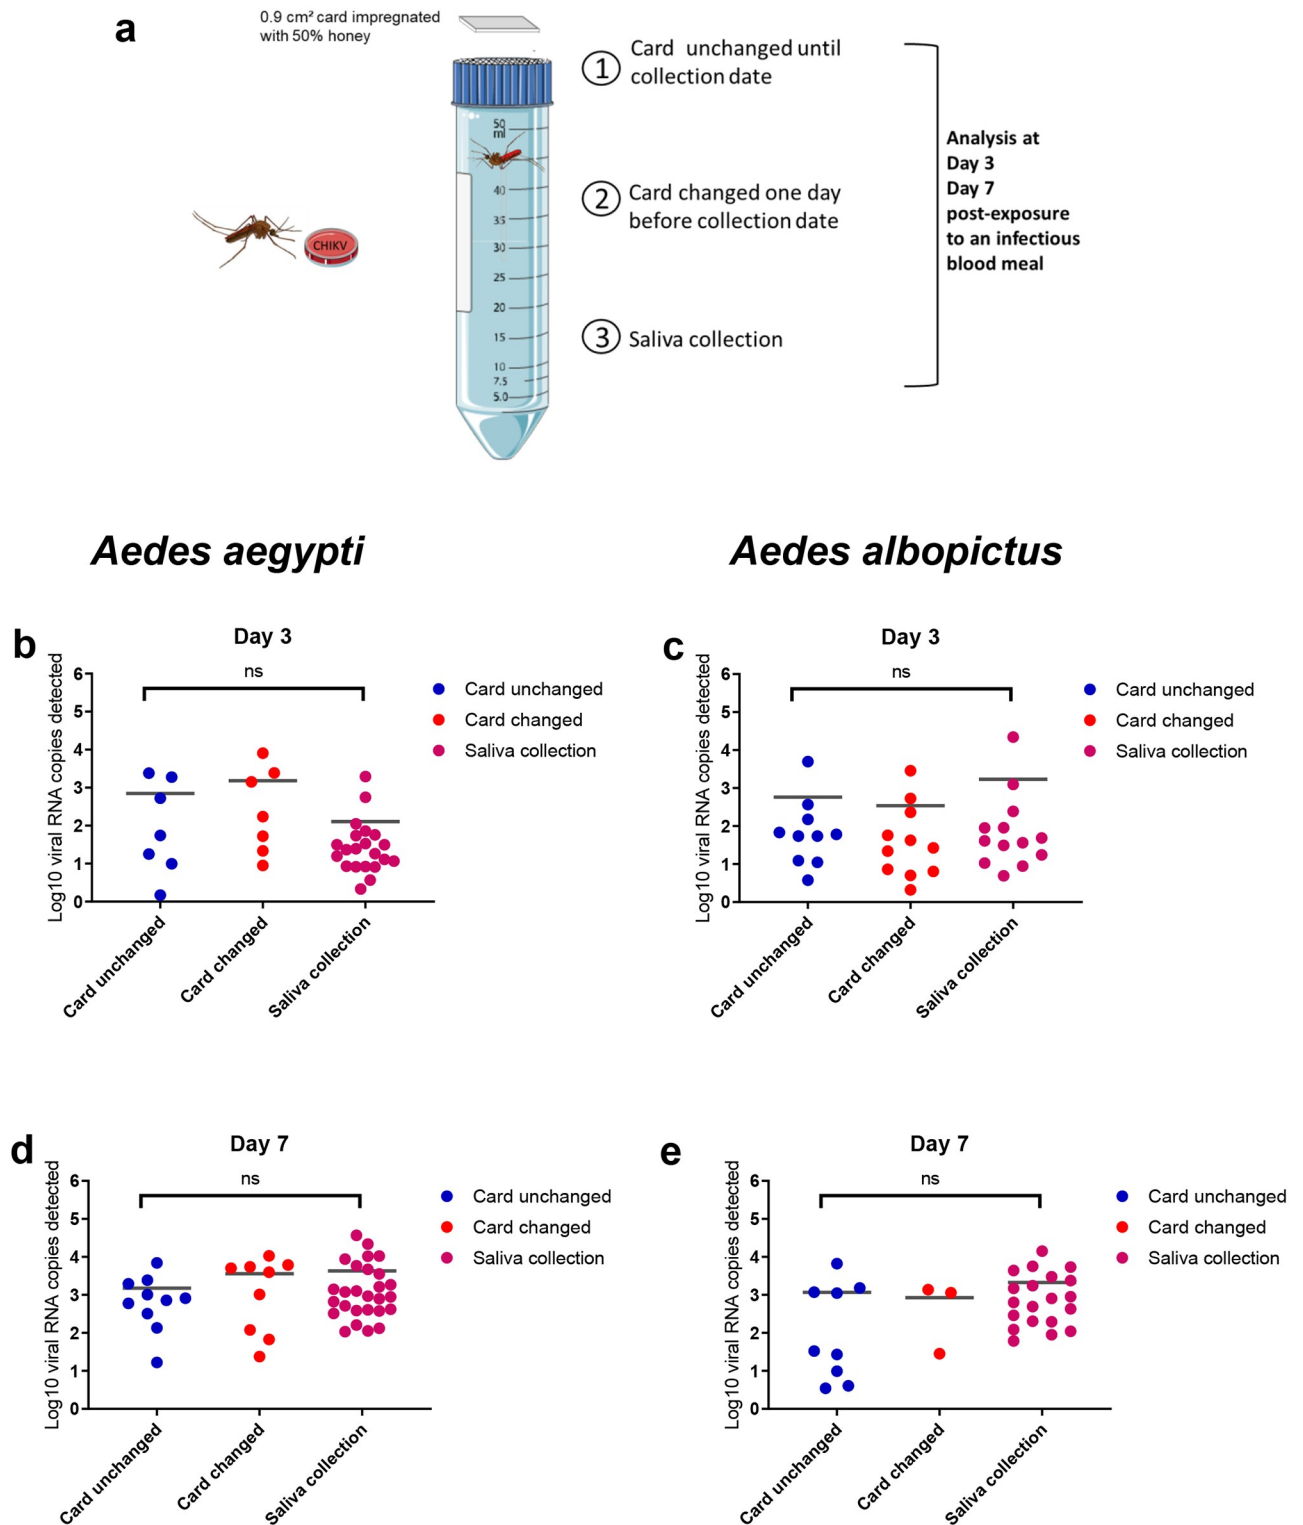 a
0.9 cm² card impregnated
with 50% honey
① Card unchanged until
collection date
50
ml
40
35
30
25
20
15
10
7.5
5.0
CHIKV
② Card changed one day
before collection date
③ Saliva collection
Analysis at
Day 3
Day 7
post-exposure
to an infectious
blood meal
Aedes aegypti
Aedes albopictus
b
Day 3
ns
Log10 viral RNA copies detected
6
5
4
3
2
1
0
Card unchanged
Card changed
Saliva collection
Card unchanged
Card changed
Saliva collection
c
Day 3
ns
Log10 viral RNA copies detected
6
5
4
3
2
1
0
Card unchanged
Card changed
Saliva collection
Card unchanged
Card changed
Saliva collection
d
Day 7
ns
Log10 viral RNA copies detected
6
5
4
3
2
1
0
Card unchanged
Card changed
Saliva collection
Card unchanged
Card changed
Saliva collection
e
Day 7
ns
Log10 viral RNA copies detected
6
5
4
3
2
1
0
Card unchanged
Card changed
Saliva collection
Card unchanged
Card changed
Saliva collection